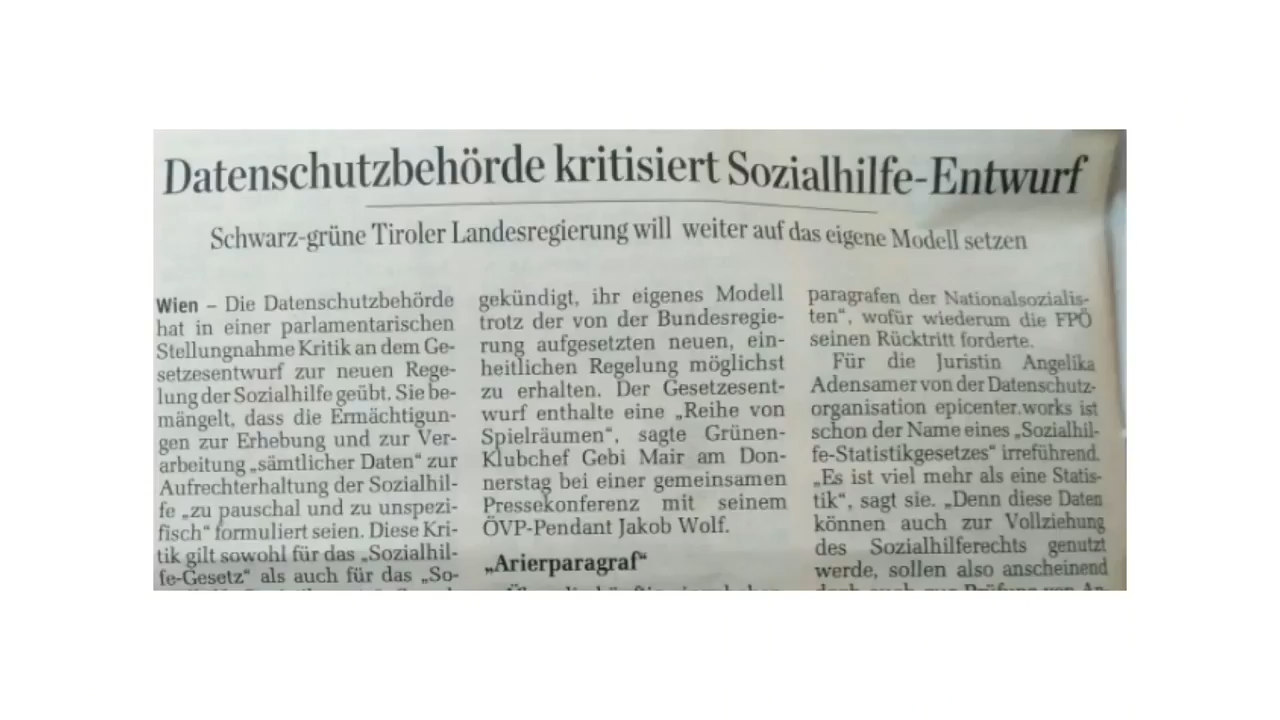 Datenschutzbehörde kritisiert Sozialhilfe-Entwurf
Schwarz-grüne Tiroler Landesregierung will weiter auf das eigene Modell setzen
Wien – Die Datenschutzbehörde
hat in einer parlamentarischen
Stellungnahme Kritik an dem Ge-
setzesentwurf zur neuen Rege-
lung der Sozialhilfe geübt. Sie be-
mängelt, dass die Ermächtigun-
gen zur Erhebung und zur Ver-
arbeitung „sämtlicher Daten“ zur
Aufrechterhaltung der Sozialhil-
fe „zu pauschal und zu unspezi-
fisch“ formuliert seien. Diese Kri-
tik gilt sowohl für das „Sozialhil-
fe-Gesetz“ als auch für das „So-
gekündigt, ihr eigenes Modell
trotz der von der Bundesregie-
rung aufgesetzten neuen, ein-
heitlichen Regelung möglichst
zu erhalten. Der Gesetzesent-
wurf enthalte eine „Reihe von
Spielräumen“, sagte Grünen-
Klubchef Gebi Mair am Don-
nerstag bei einer gemeinsamen
Pressekonferenz mit seinem
ÖVP-Pendant Jakob Wolf.
„Arierparagraf“
paragrafen der Nationalsozialis-
ten“, wofür wiederum die FPÖ
seinen Rücktritt forderte.
Für die Juristin Angelika
Adensamer von der Datenschutz-
organisation epicenter.works ist
schon der Name eines „Sozialhil-
fe-Statistikgesetzes“ irreführend.
„Es ist viel mehr als eine Statis-
tik“, sagt sie. „Denn diese Daten
können auch zur Vollziehung
des Sozialhilferechts genutzt
werde, sollen also anscheinend